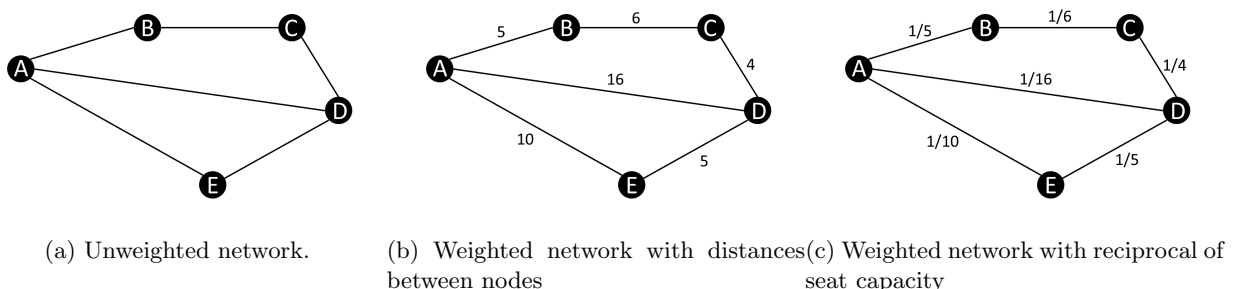 B
C
A
D
E
5
6
4
16
10
5
B
C
A
D
E
1/5
1/6
1/4
1/16
1/10
1/5
B
C
A
D
E
(a) Unweighted network.
(b) Weighted network with distances
between nodes
(c) Weighted network with reciprocal of
seat capacity